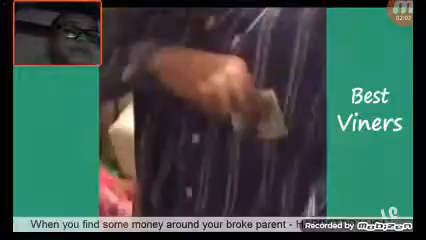 02:02
Best
Viners
When you find some money around your broke parent -
Recorded by